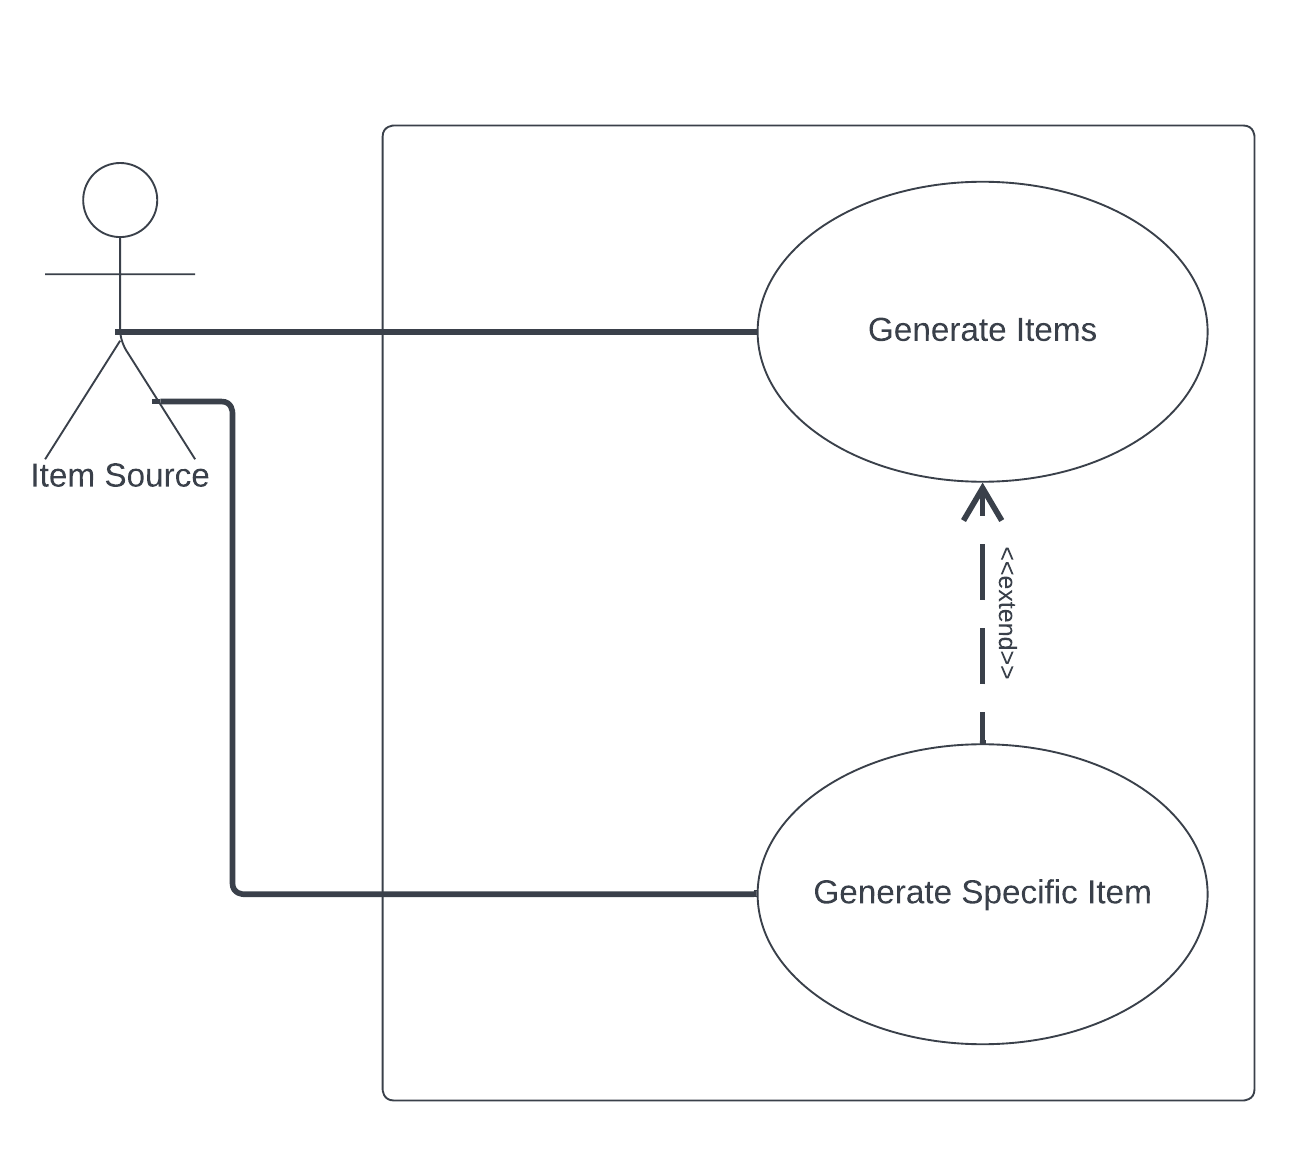 Generate Items
Item Source
<<extend>>
Generate Specific Item